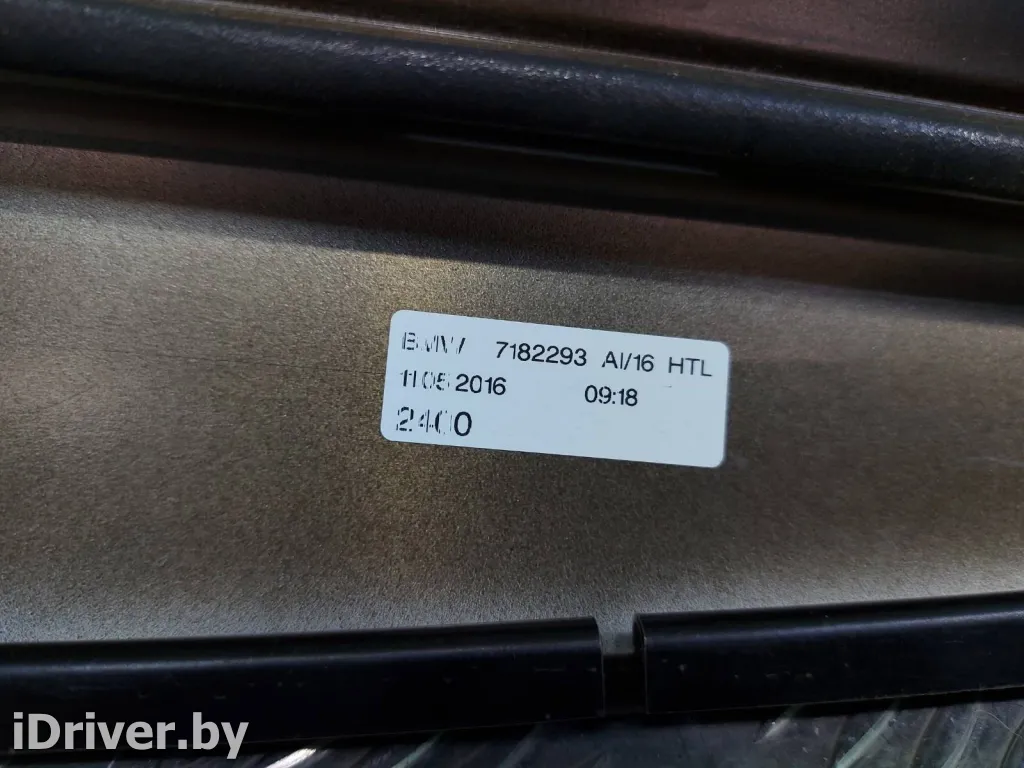 BMW 7182293 AI/16 HTL
11.05.2016 09:18
2400
iDriver.by